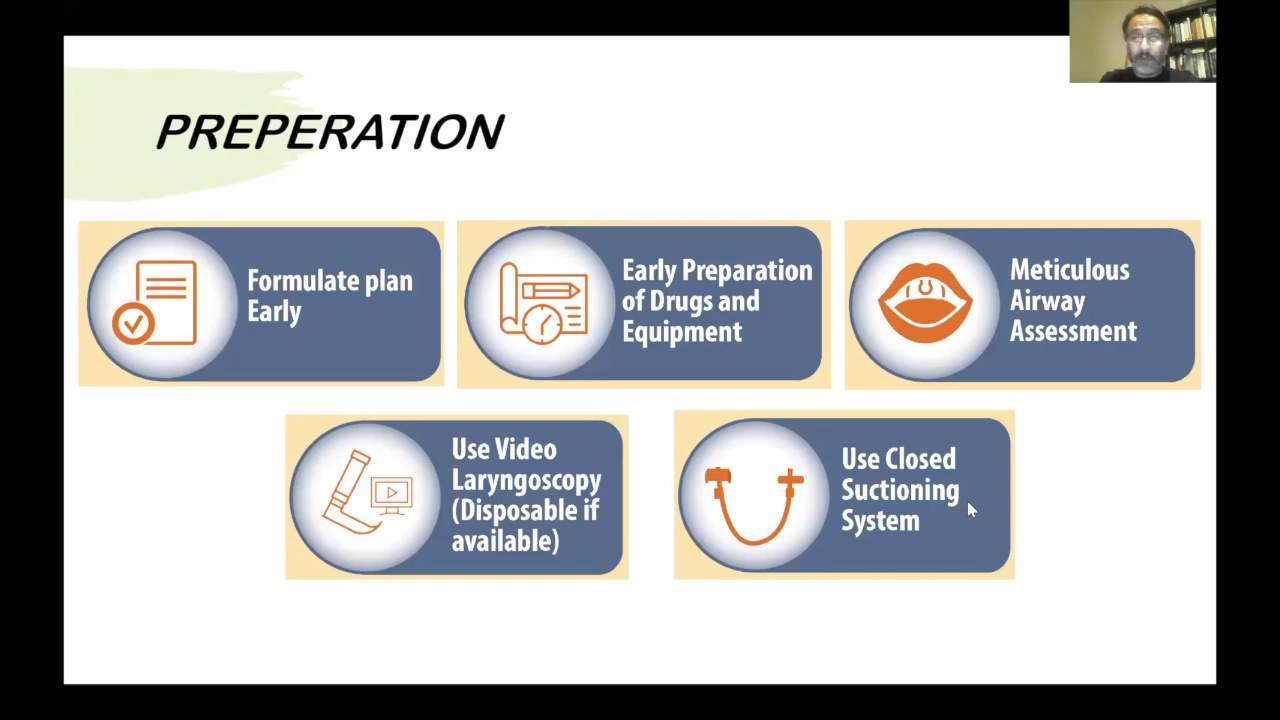 PREPERATION
Formulate plan
Early
Early Preparation
of Drugs and
Equipment
Meticulous
Airway
Assessment
Use Video
Laryngoscopy
(Disposable if
available)
Use Closed
Suctioning
System